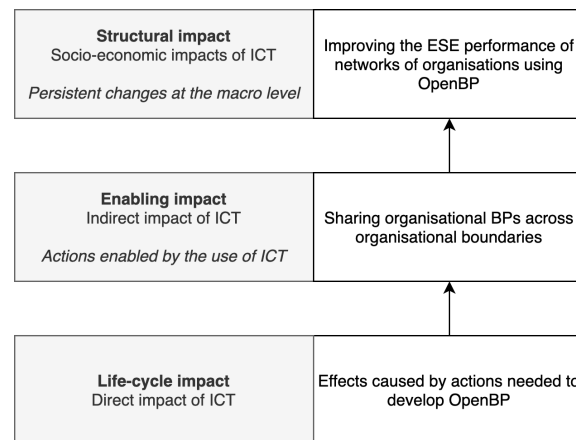 Structural impact
Socio-economic impacts of ICT
Persistent changes at the macro level
Improving the ESE performance of
networks of organisations using
OpenBP
Enabling impact
Indirect impact of ICT
Actions enabled by the use of ICT
Sharing organisational BPs across
organisational boundaries
Life-cycle impact
Direct impact of ICT
Effects caused by actions needed to
develop OpenBP